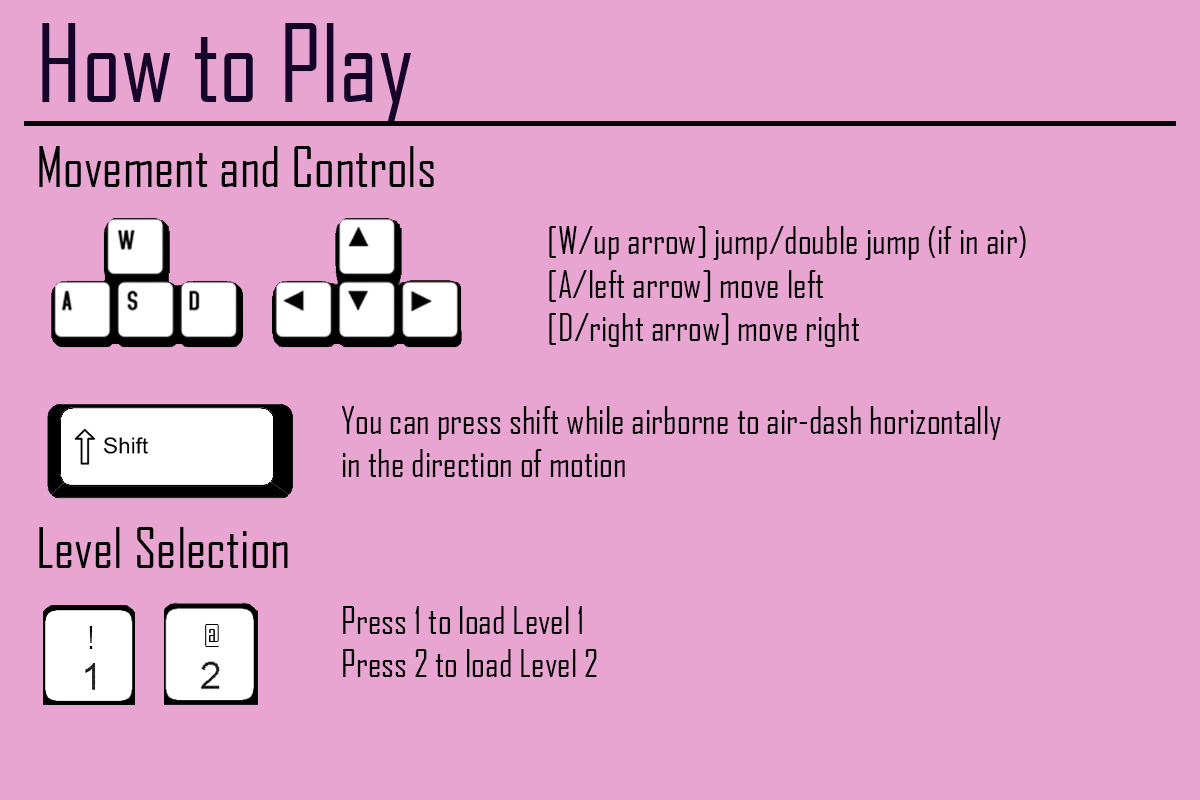 How to Play
Movement and Controls
W
A S D
[W/up arrow] jump/double jump (if in air)
[A/left arrow] move left
[D/right arrow] move right
Shift
You can press shift while airborne to air-dash horizontally
in the direction of motion
Level Selection
! @
1 2
Press 1 to load Level 1
Press 2 to load Level 2